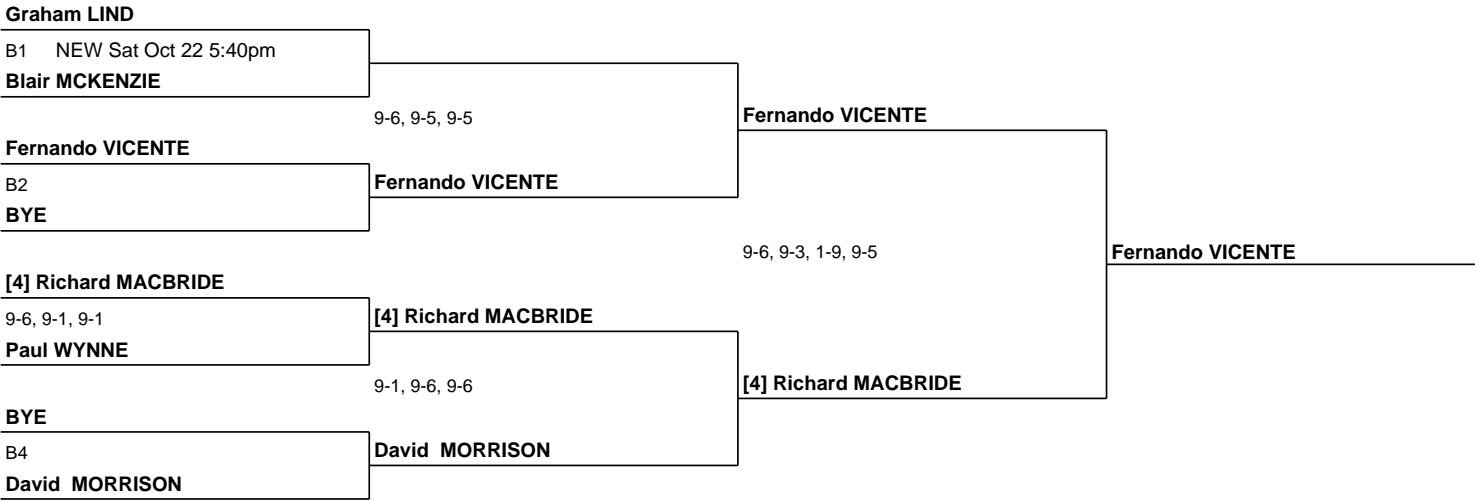 Graham LIND
B1 NEW Sat Oct 22 5:40pm
Blair MCKENZIE
9-6, 9-5, 9-5
Fernando VICENTE
Fernando VICENTE
B2
Fernando VICENTE
BYE
9-6, 9-3, 1-9, 9-5
Fernando VICENTE
[4] Richard MACBRIDE
9-6, 9-1, 9-1
[4] Richard MACBRIDE
Paul WYNNE
9-1, 9-6, 9-6
[4] Richard MACBRIDE
BYE
B4
David MORRISON
David MORRISON